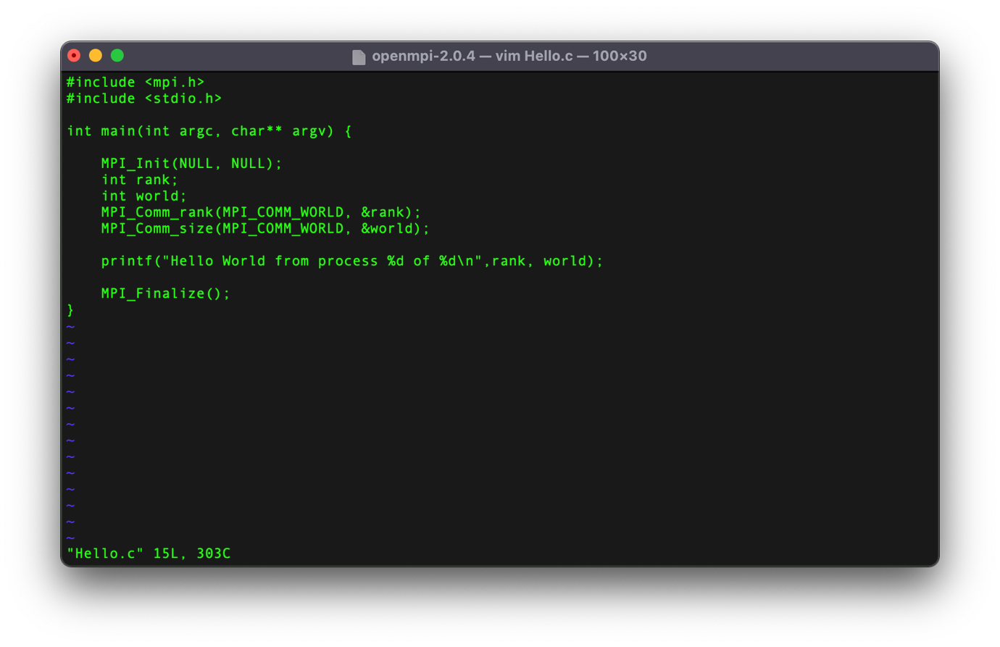 openmpi-2.0.4 — vim Hello.c — 100×30
#include <mpi.h>
#include <stdio.h>
int main(int argc, char** argv) {
    MPI_Init(NULL, NULL);
    int rank;
    int world;
    MPI_Comm_rank(MPI_COMM_WORLD, &rank);
    MPI_Comm_size(MPI_COMM_WORLD, &world);
    printf("Hello World from process %d of %d\n",rank, world);
    MPI_Finalize();
}
~
~
~
~
~
~
~
~
~
~
~
~
~
~
"Hello.c" 15L, 303C